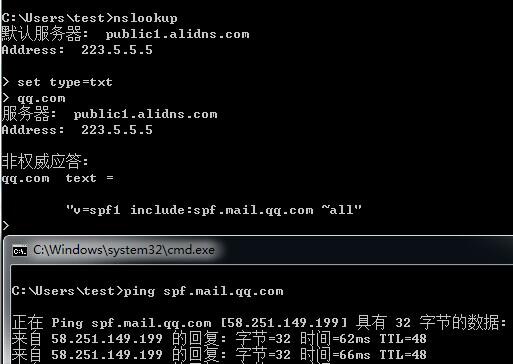 C:\Users\test>nslookup
默认服务器:  public1.alidns.com
Address:  223.5.5.5
> set type=txt
> qq.com
服务器:  public1.alidns.com
Address:  223.5.5.5
非权威应答:
qq.com  text =
"v=spf1 include:spf.mail.qq.com ~all"
>
C:\Windows\system32\cmd.exe
C:\Users\test>ping spf.mail.qq.com
正在 Ping spf.mail.qq.com [58.251.149.199] 具有 32 字节的数据:
来自 58.251.149.199 的回复: 字节=32 时间=62ms TTL=48
来自 58.251.149.199 的回复: 字节=32 时间=66ms TTL=48